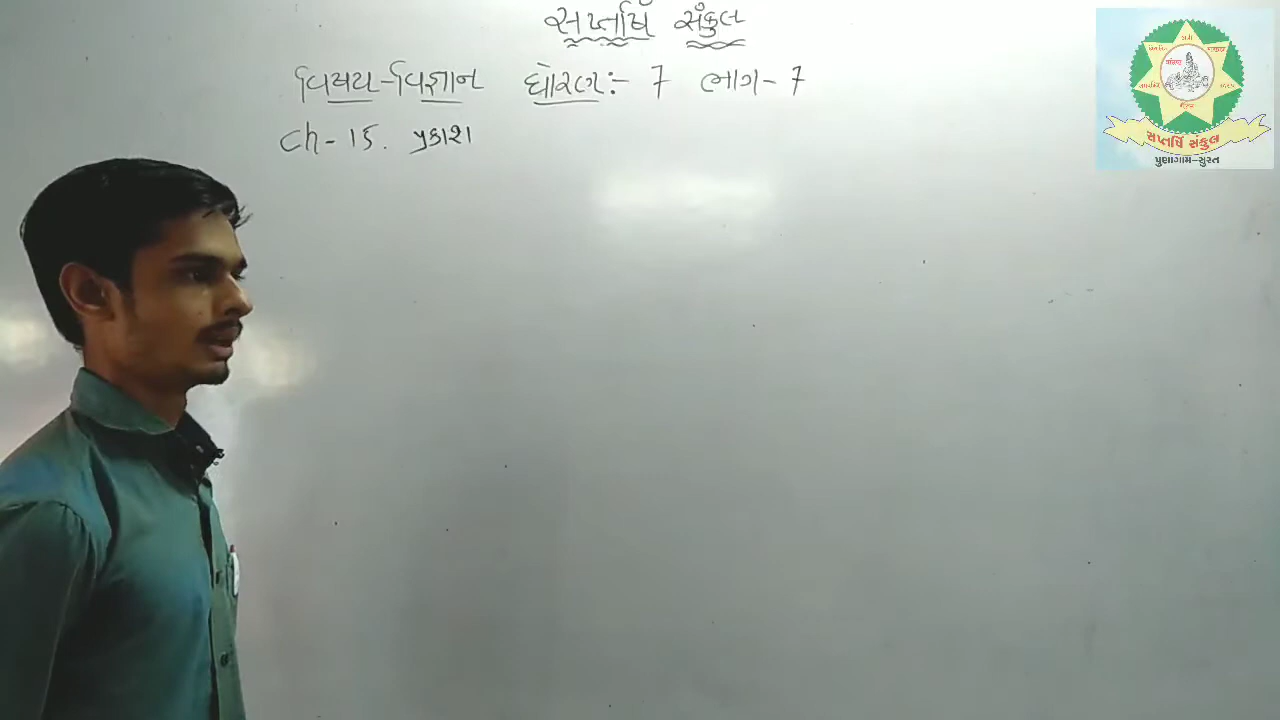 સપ્તર્ષિ સંકુલ
વિષય-વિજ્ઞાન ધોરણ:- 7 ભાગ- 7
Ch- 15. પ્રકાશ
સપ્તર્ષિ સંકુલ
પુણાગામ-સુરત